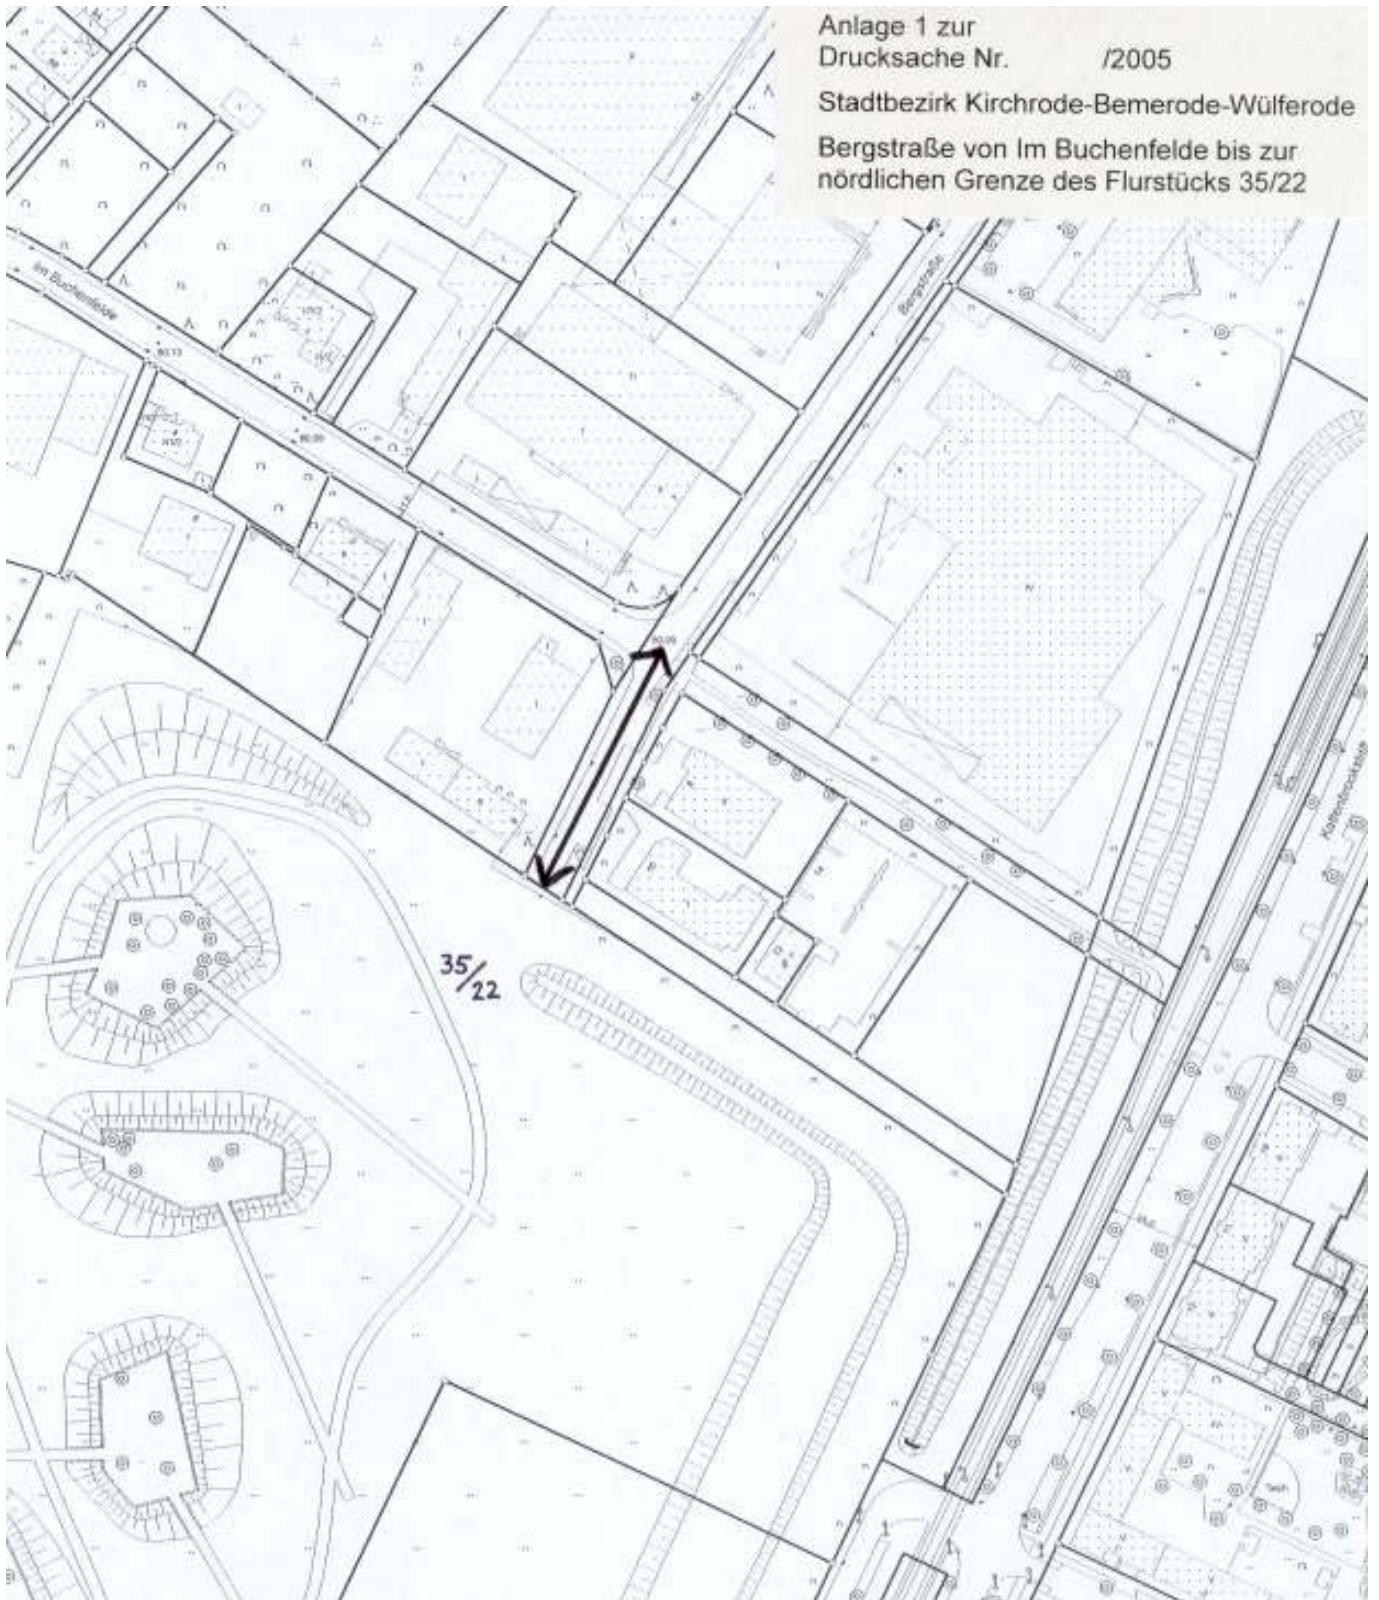 Anlage 1 zur
Drucksache Nr. /2005
Stadtbezirk Kirchrode-Bemerode-Wülferode
Bergstraße von Im Buchenfelde bis zur
nördlichen Grenze des Flurstücks 35/22
Bergstraße
Im Buchenfelde
35/22